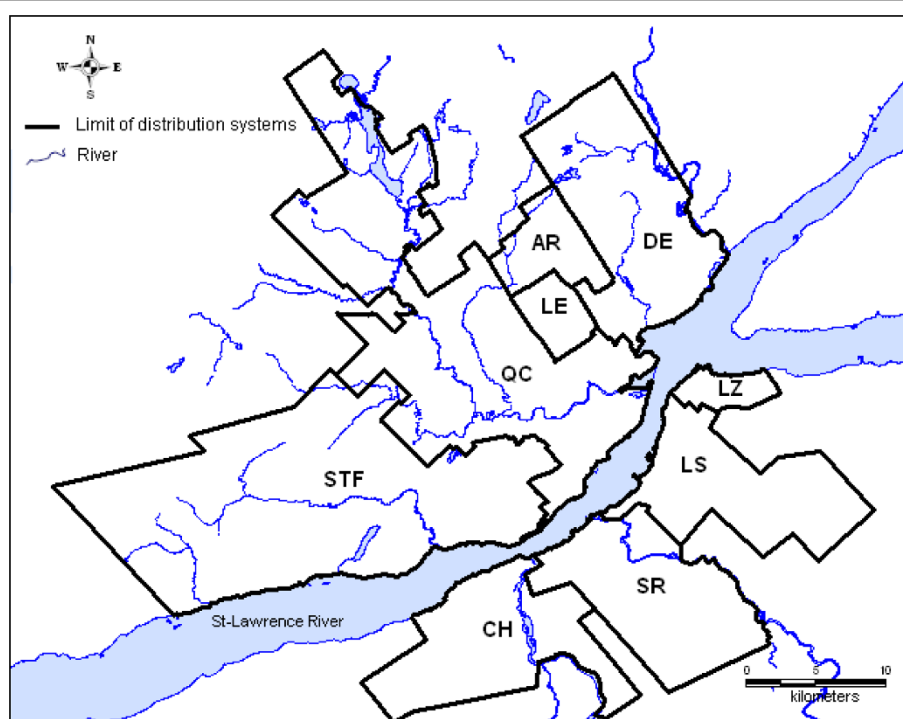 N
W E
S
Limit of distribution systems
River
AR
DE
LE
QC
LZ
LS
STF
SR
St-Lawrence River
CH
0 5 10
kilometers